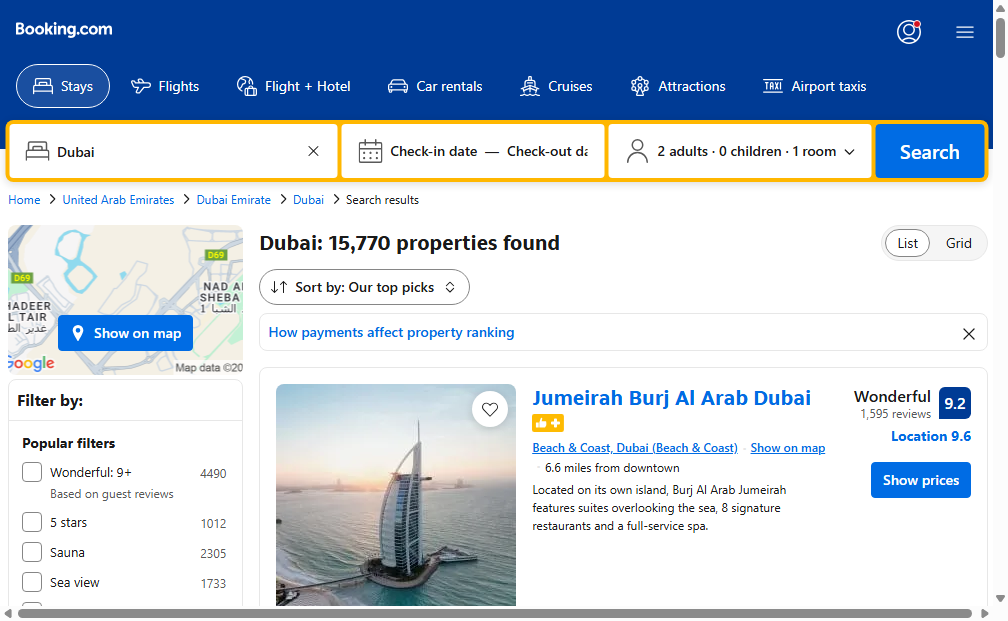 Booking.com
Stays
Flights
Flight + Hotel
Car rentals
Cruises
Attractions
TAXI Airport taxis
Dubai
Check-in date — Check-out da
2 adults · 0 children · 1 room
Search
Home
United Arab Emirates
Dubai Emirate
Dubai
Search results
D69
D69
NAD A
SHEBA
HADEER
L TAIR
Show on map
Google
Map data ©20
Dubai: 15,770 properties found
List
Grid
Sort by: Our top picks
How payments affect property ranking
Filter by:
Popular filters
Wonderful: 9+ 4490
Based on guest reviews
5 stars 1012
Sauna 2305
Sea view 1733
Jumeirah Burj Al Arab Dubai
Beach & Coast, Dubai (Beach & Coast) · Show on map
· 6.6 miles from downtown
Located on its own island, Burj Al Arab Jumeirah
features suites overlooking the sea, 8 signature
restaurants and a full-service spa.
Wonderful 9.2
1,595 reviews
Location 9.6
Show prices